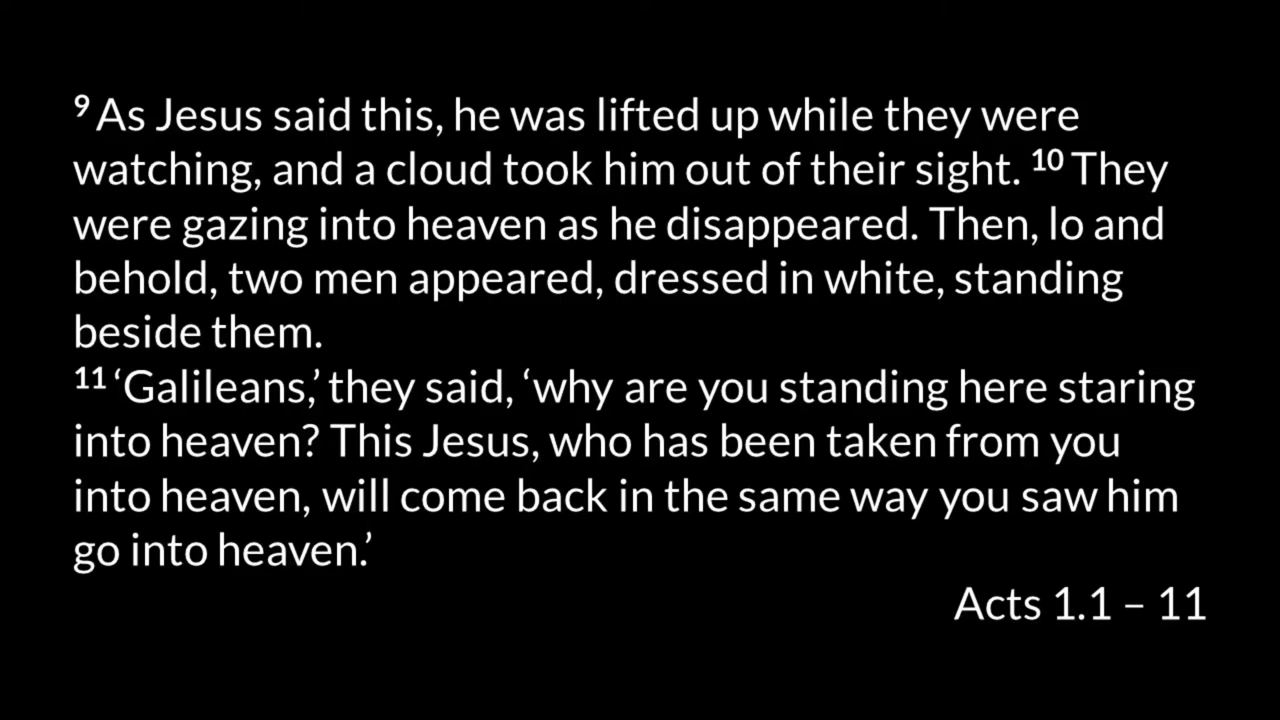 ⁹ As Jesus said this, he was lifted up while they were
watching, and a cloud took him out of their sight. ¹⁰ They
were gazing into heaven as he disappeared. Then, lo and
behold, two men appeared, dressed in white, standing
beside them.
¹¹ ‘Galileans,’ they said, ‘why are you standing here staring
into heaven? This Jesus, who has been taken from you
into heaven, will come back in the same way you saw him
go into heaven.’
Acts 1.1 – 11